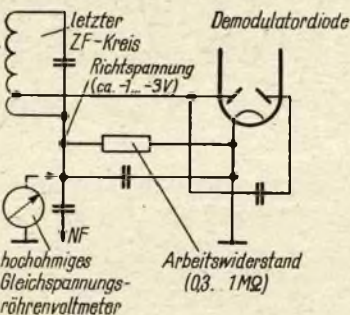 letzter
ZF-Kreis
Demodulatordiode
Richtspannung
(ca. -1... -3V)
NF
hochohmiges
Gleichspannungs-
röhrenvoltmeter
Arbeitswiderstand
(0,3.. 1MΩ)